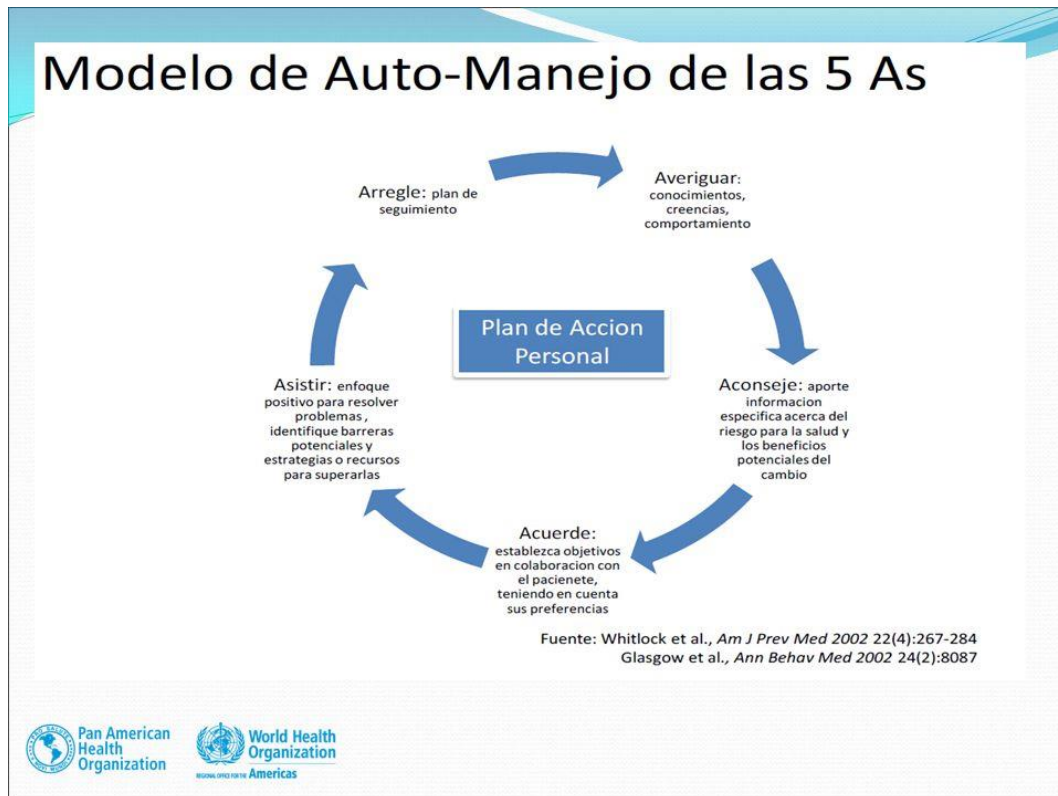 Modelo de Auto-Manejo de las 5 As
Arregle: plan de
seguimiento
Averiguar:
conocimientos,
creencias,
comportamiento
Plan de Accion
Personal
Asistir: enfoque
positivo para resolver
problemas ,
identifique barreras
potenciales y
estrategias o recursos
para superarlas
Aconseje: aporte
informacion
especifica acerca del
riesgo para la salud y
los beneficios
potenciales del
cambio
Acuerde:
establezca objetivos
en colaboracion con
el pacienete,
teniendo en cuenta
sus preferencias
Fuente: Whitlock et al., Am J Prev Med 2002 22(4):267-284
Glasgow et al., Ann Behav Med 2002 24(2):8087
Pan American
Health
Organization
World Health
Organization
REGIONAL OFFICE FOR THE Americas